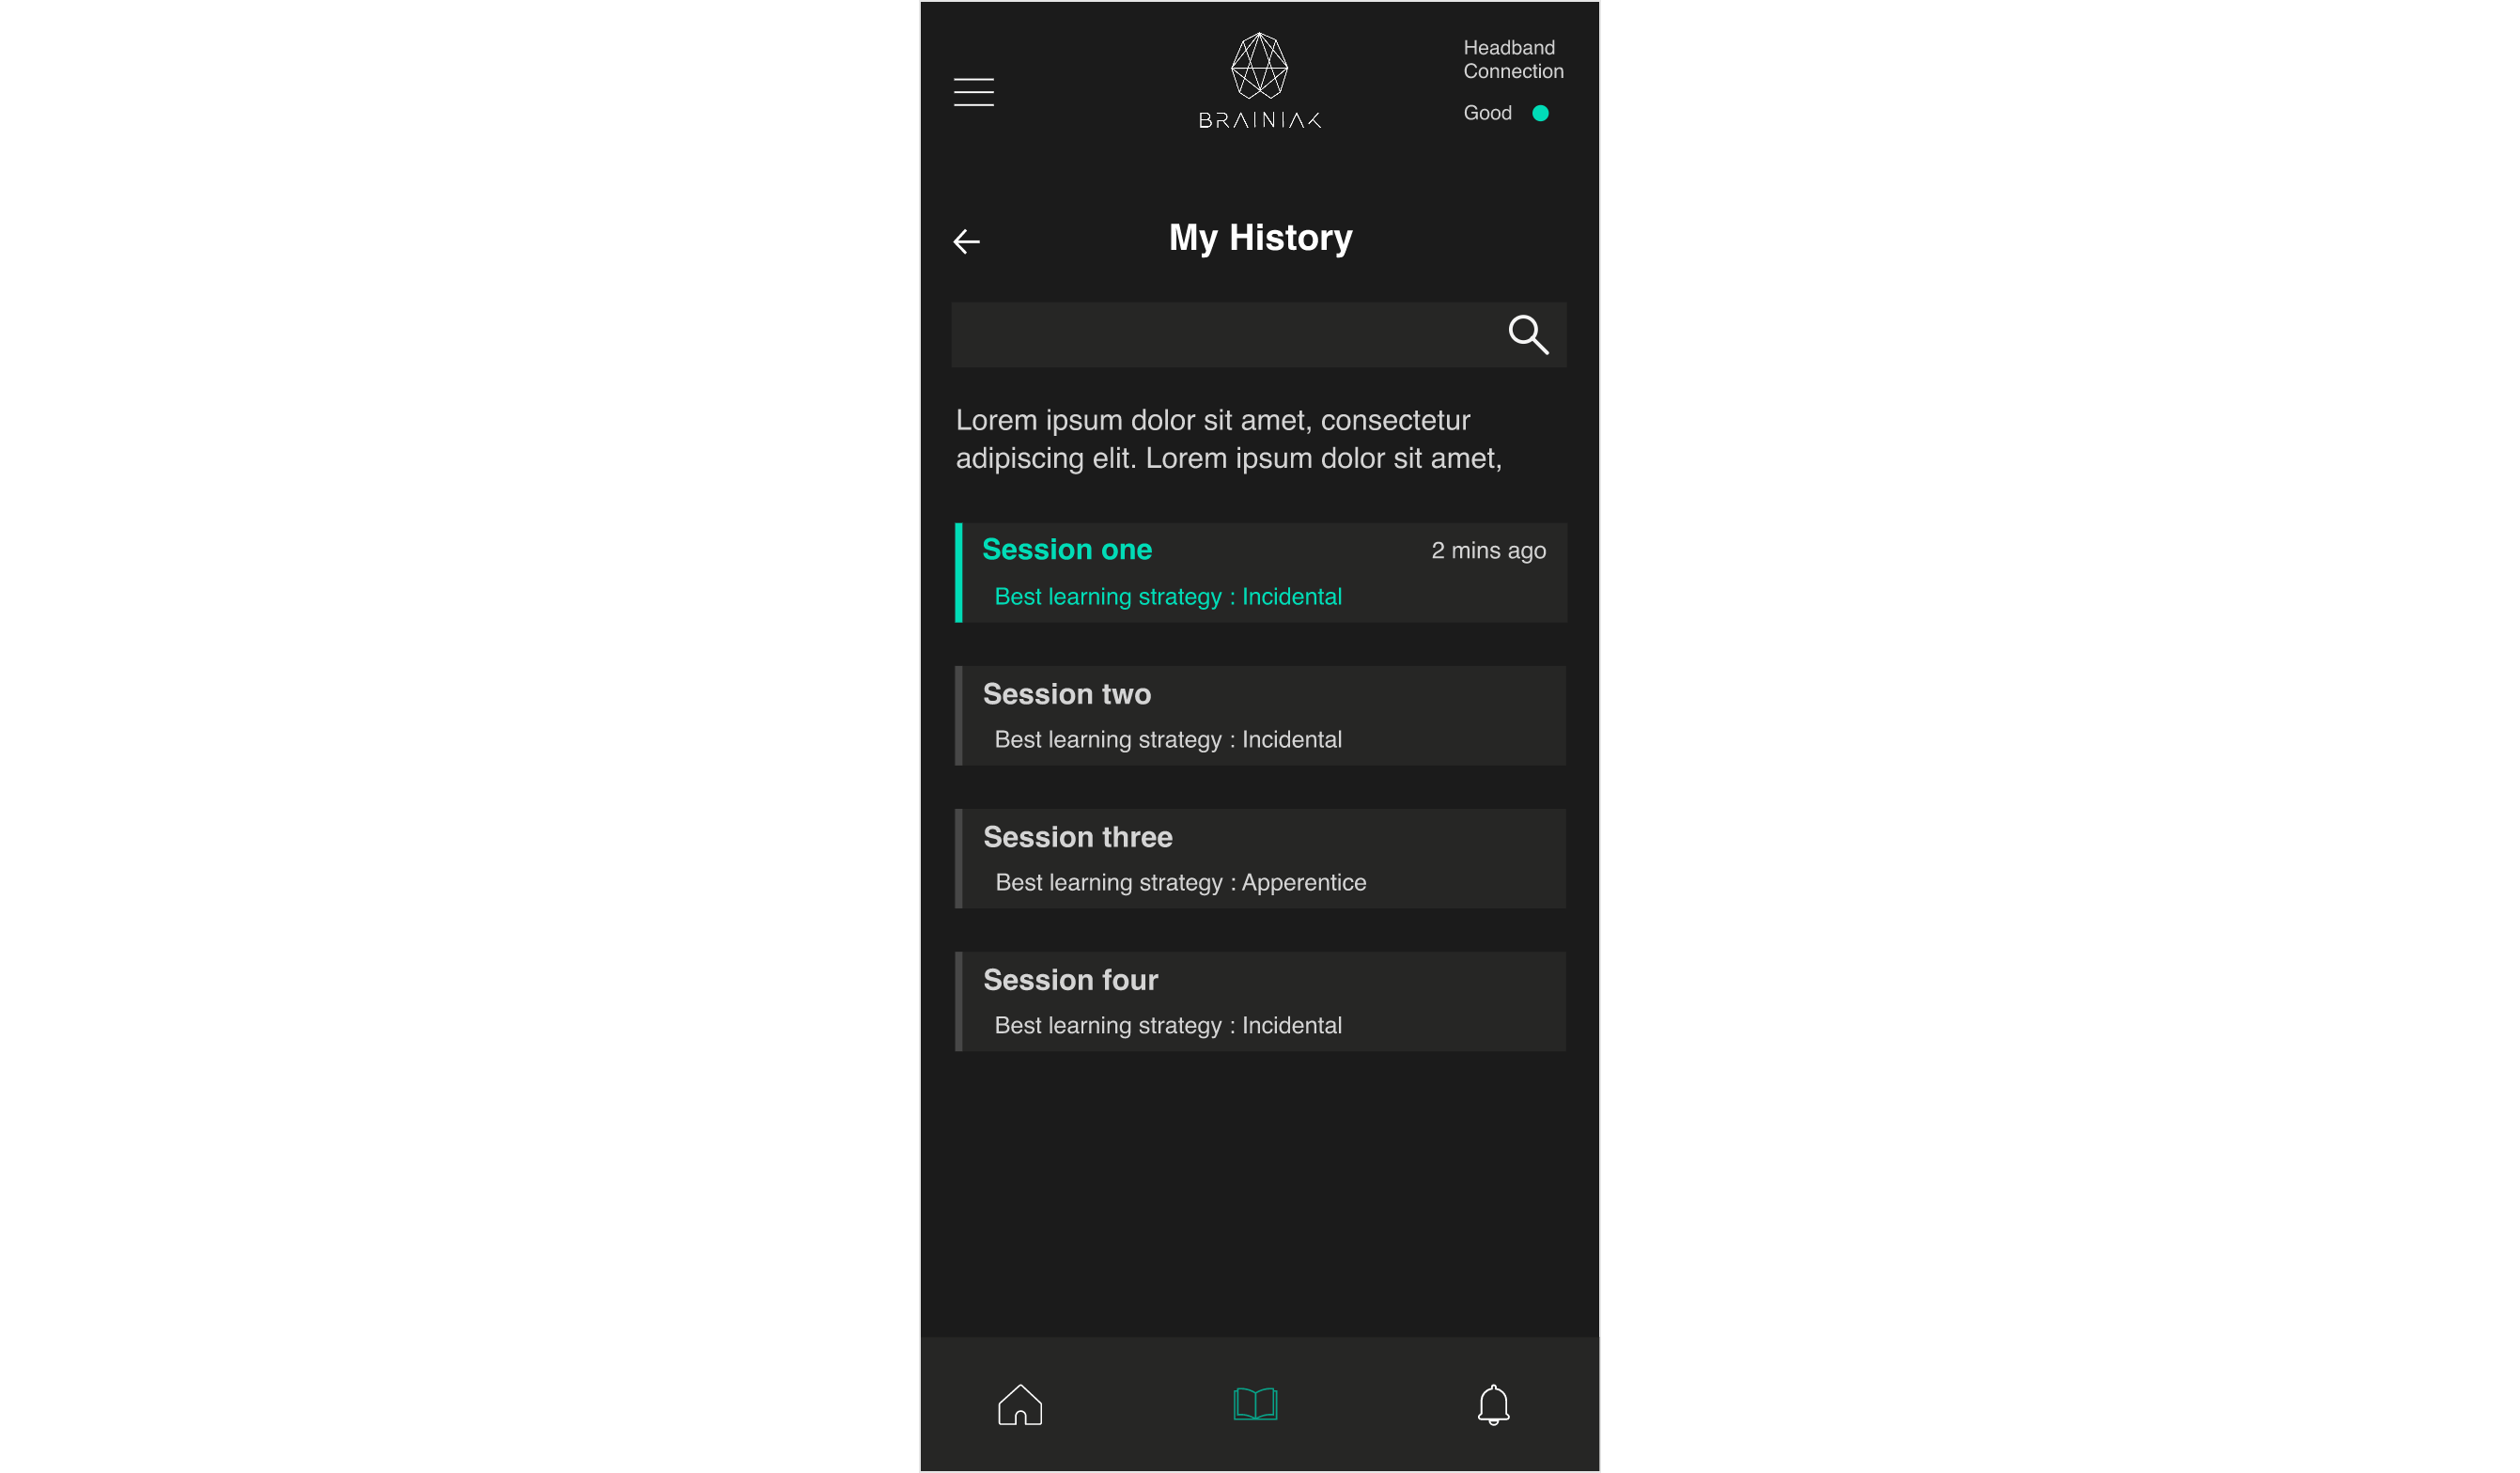 BRAINIAK
Headband
Connection
Good
My History
Lorem ipsum dolor sit amet, consectetur
adipiscing elit. Lorem ipsum dolor sit amet,
Session one
2 mins ago
Best learning strategy : Incidental
Session two
Best learning strategy : Incidental
Session three
Best learning strategy : Apperentice
Session four
Best learning strategy : Incidental